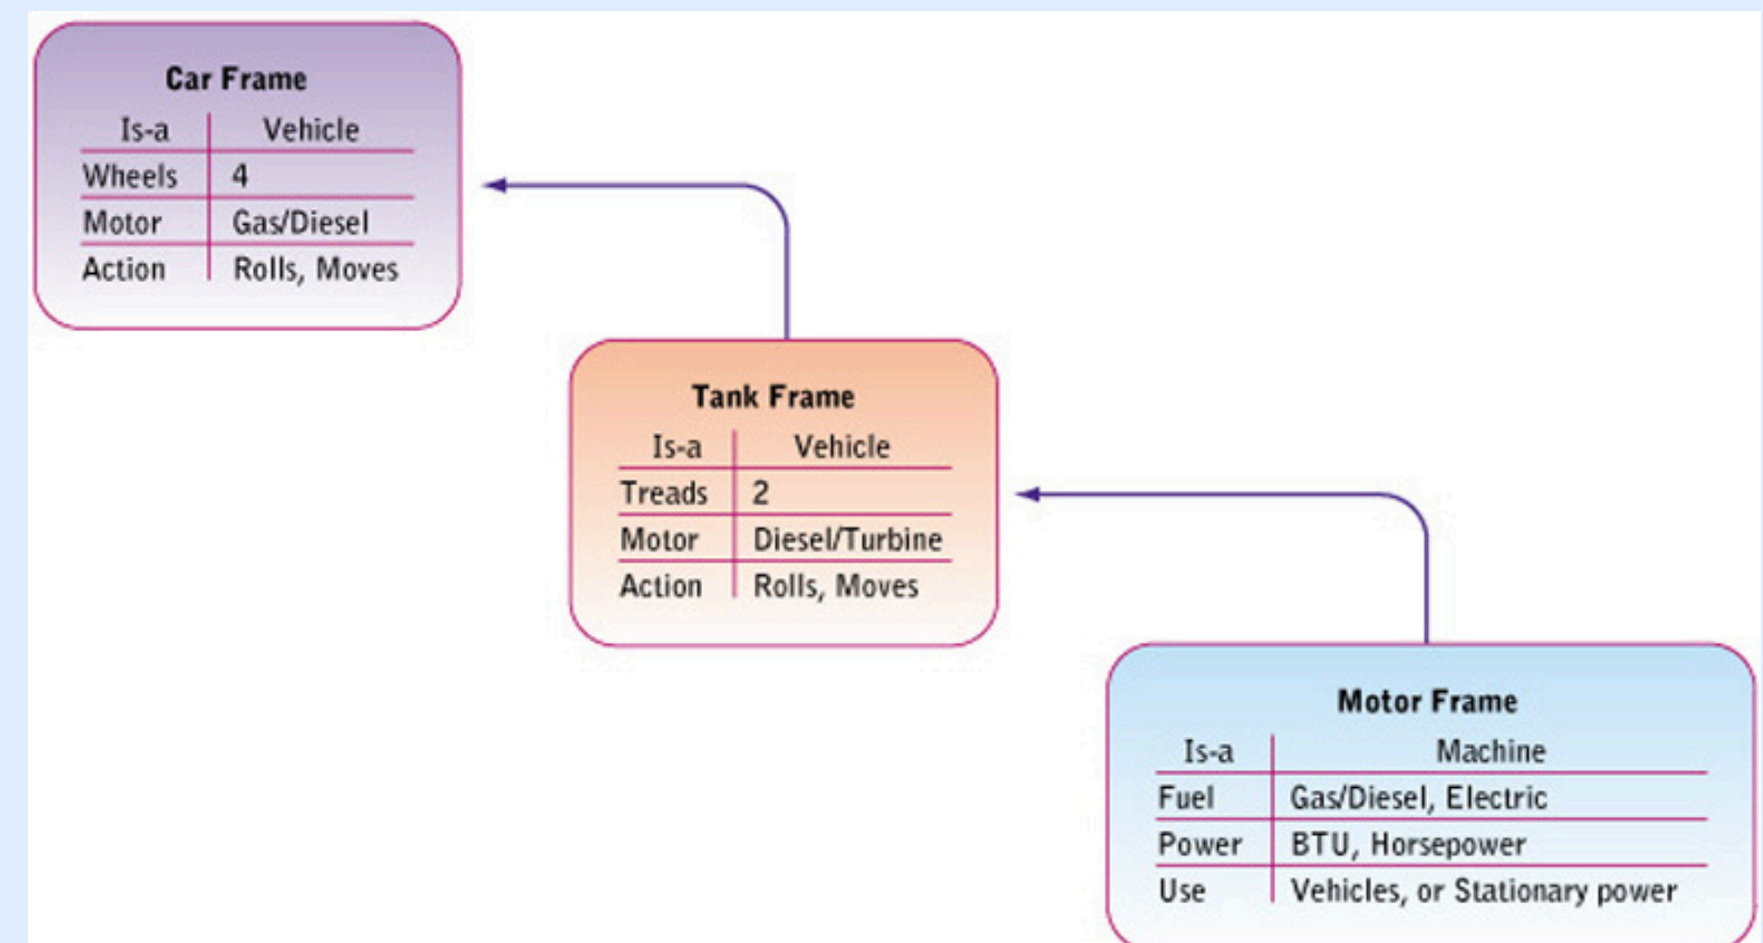 Car Frame
Is-a Vehicle
Wheels 4
Motor Gas/Diesel
Action Rolls, Moves
Tank Frame
Is-a Vehicle
Treads 2
Motor Diesel/Turbine
Action Rolls, Moves
Motor Frame
Is-a Machine
Fuel Gas/Diesel, Electric
Power BTU, Horsepower
Use Vehicles, or Stationary power